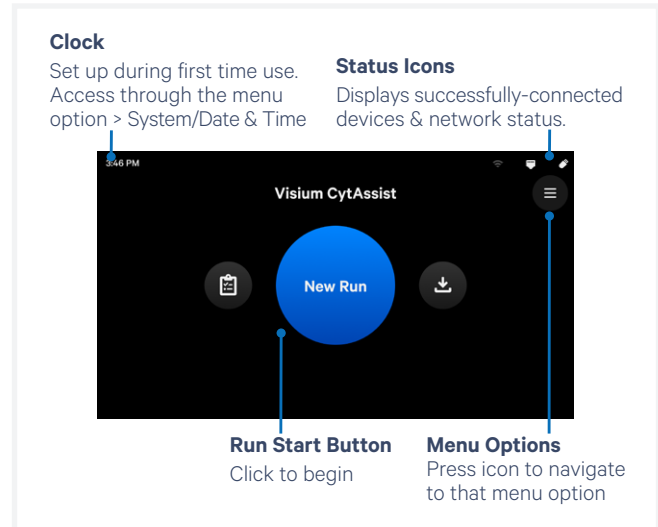 Clock
Set up during first time use.
Access through the menu
option > System/Date & Time
Status Icons
Displays successfully-connected
devices & network status.
3:46 PM
Visium CytAssist
New Run
Run Start Button
Click to begin
Menu Options
Press icon to navigate
to that menu option